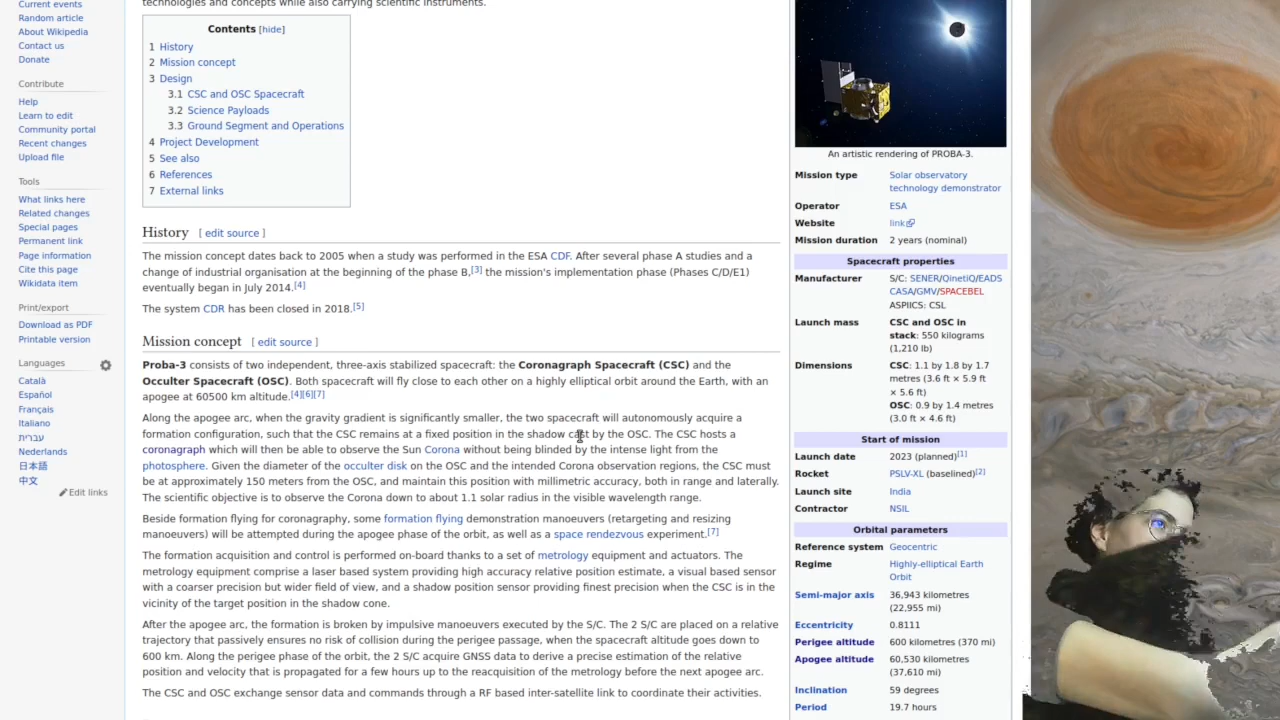 technologies and concepts while also carrying scientific instruments.
Current events
Random article
About Wikipedia
Contact us
Donate
Contribute
Help
Learn to edit
Community portal
Recent changes
Upload file
Tools
What links here
Related changes
Special pages
Permanent link
Page information
Cite this page
Wikidata item
Print/export
Download as PDF
Printable version
Languages
Català
Español
Français
Italiano
עברית
Nederlands
日本語
中文
Edit links
Contents [hide]
1 History
2 Mission concept
3 Design
3.1 CSC and OSC Spacecraft
3.2 Science Payloads
3.3 Ground Segment and Operations
4 Project Development
5 See also
6 References
7 External links
History [ edit source ]
The mission concept dates back to 2005 when a study was performed in the ESA CDF. After several phase A studies and a
change of industrial organisation at the beginning of the phase B,[3] the mission's implementation phase (Phases C/D/E1)
eventually began in July 2014.[4]
The system CDR has been closed in 2018.[5]
Mission concept [ edit source ]
Proba-3 consists of two independent, three-axis stabilized spacecraft: the Coronagraph Spacecraft (CSC) and the
Occulter Spacecraft (OSC). Both spacecraft will fly close to each other on a highly elliptical orbit around the Earth, with an
apogee at 60500 km altitude.[4][6][7]
Along the apogee arc, when the gravity gradient is significantly smaller, the two spacecraft will autonomously acquire a
formation configuration, such that the CSC remains at a fixed position in the shadow cast by the OSC. The CSC hosts a
coronagraph which will then be able to observe the Sun Corona without being blinded by the intense light from the
photosphere. Given the diameter of the occulter disk on the OSC and the intended Corona observation regions, the CSC must
be at approximately 150 meters from the OSC, and maintain this position with millimetric accuracy, both in range and laterally.
The scientific objective is to observe the Corona down to about 1.1 solar radius in the visible wavelength range.
Beside formation flying for coronagraphy, some formation flying demonstration manoeuvers (retargeting and resizing
manoeuvers) will be attempted during the apogee phase of the orbit, as well as a space rendezvous experiment.[7]
The formation acquisition and control is performed on-board thanks to a set of metrology equipment and actuators. The
metrology equipment comprise a laser based system providing high accuracy relative position estimate, a visual based sensor
with a coarser precision but wider field of view, and a shadow position sensor providing finest precision when the CSC is in the
vicinity of the target position in the shadow cone.
After the apogee arc, the formation is broken by impulsive manoeuvers executed by the S/C. The 2 S/C are placed on a relative
trajectory that passively ensures no risk of collision during the perigee passage, when the spacecraft altitude goes down to
600 km. Along the perigee phase of the orbit, the 2 S/C acquire GNSS data to derive a precise estimation of the relative
position and velocity that is propagated for a few hours up to the reacquisition of the metrology before the next apogee arc.
The CSC and OSC exchange sensor data and commands through a RF based inter-satellite link to coordinate their activities.
An artistic rendering of PROBA-3.
Mission type Solar observatory
technology demonstrator
Operator ESA
Website link
Mission duration 2 years (nominal)
Spacecraft properties
Manufacturer S/C: SENER/QinetiQ/EADS
CASA/GMV/SPACEBEL
ASPIICS: CSL
Launch mass CSC and OSC in
stack: 550 kilograms
(1,210 lb)
Dimensions CSC: 1.1 by 1.8 by 1.7
metres (3.6 ft × 5.9 ft
× 5.6 ft)
OSC: 0.9 by 1.4 metres
(3.0 ft × 4.6 ft)
Start of mission
Launch date 2023 (planned)[1]
Rocket PSLV-XL (baselined)[2]
Launch site India
Contractor NSIL
Orbital parameters
Reference system Geocentric
Regime Highly-elliptical Earth
Orbit
Semi-major axis 36,943 kilometres
(22,955 mi)
Eccentricity 0.8111
Perigee altitude 600 kilometres (370 mi)
Apogee altitude 60,530 kilometres
(37,610 mi)
Inclination 59 degrees
Period 19.7 hours